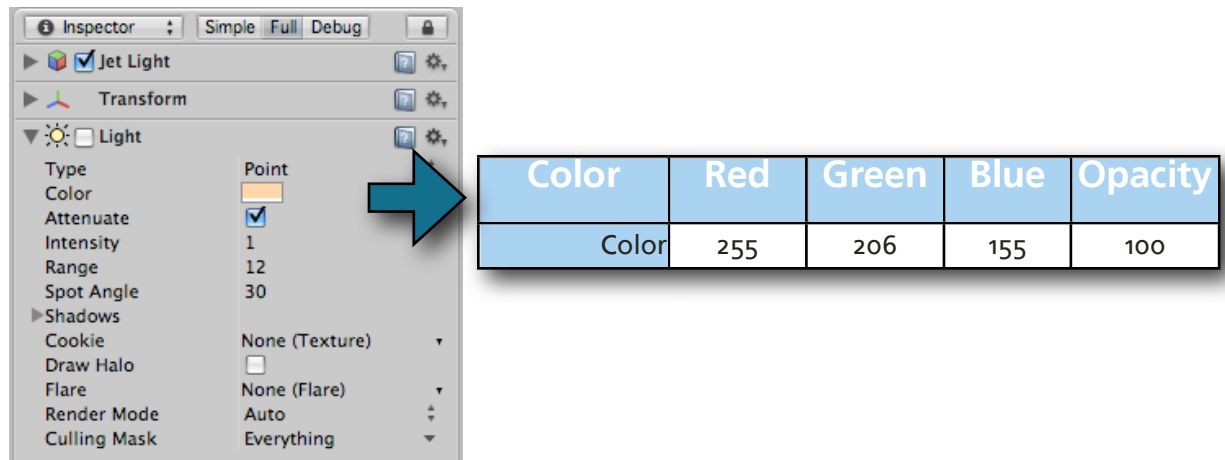 Inspector Simple Full Debug
Jet Light
Transform
Light
Type Point
Color
Attenuate
Intensity 1
Range 12
Spot Angle 30
Shadows
Cookie None (Texture)
Draw Halo
Flare None (Flare)
Render Mode Auto
Culling Mask Everything
Color Red Green Blue Opacity
Color 255 206 155 100